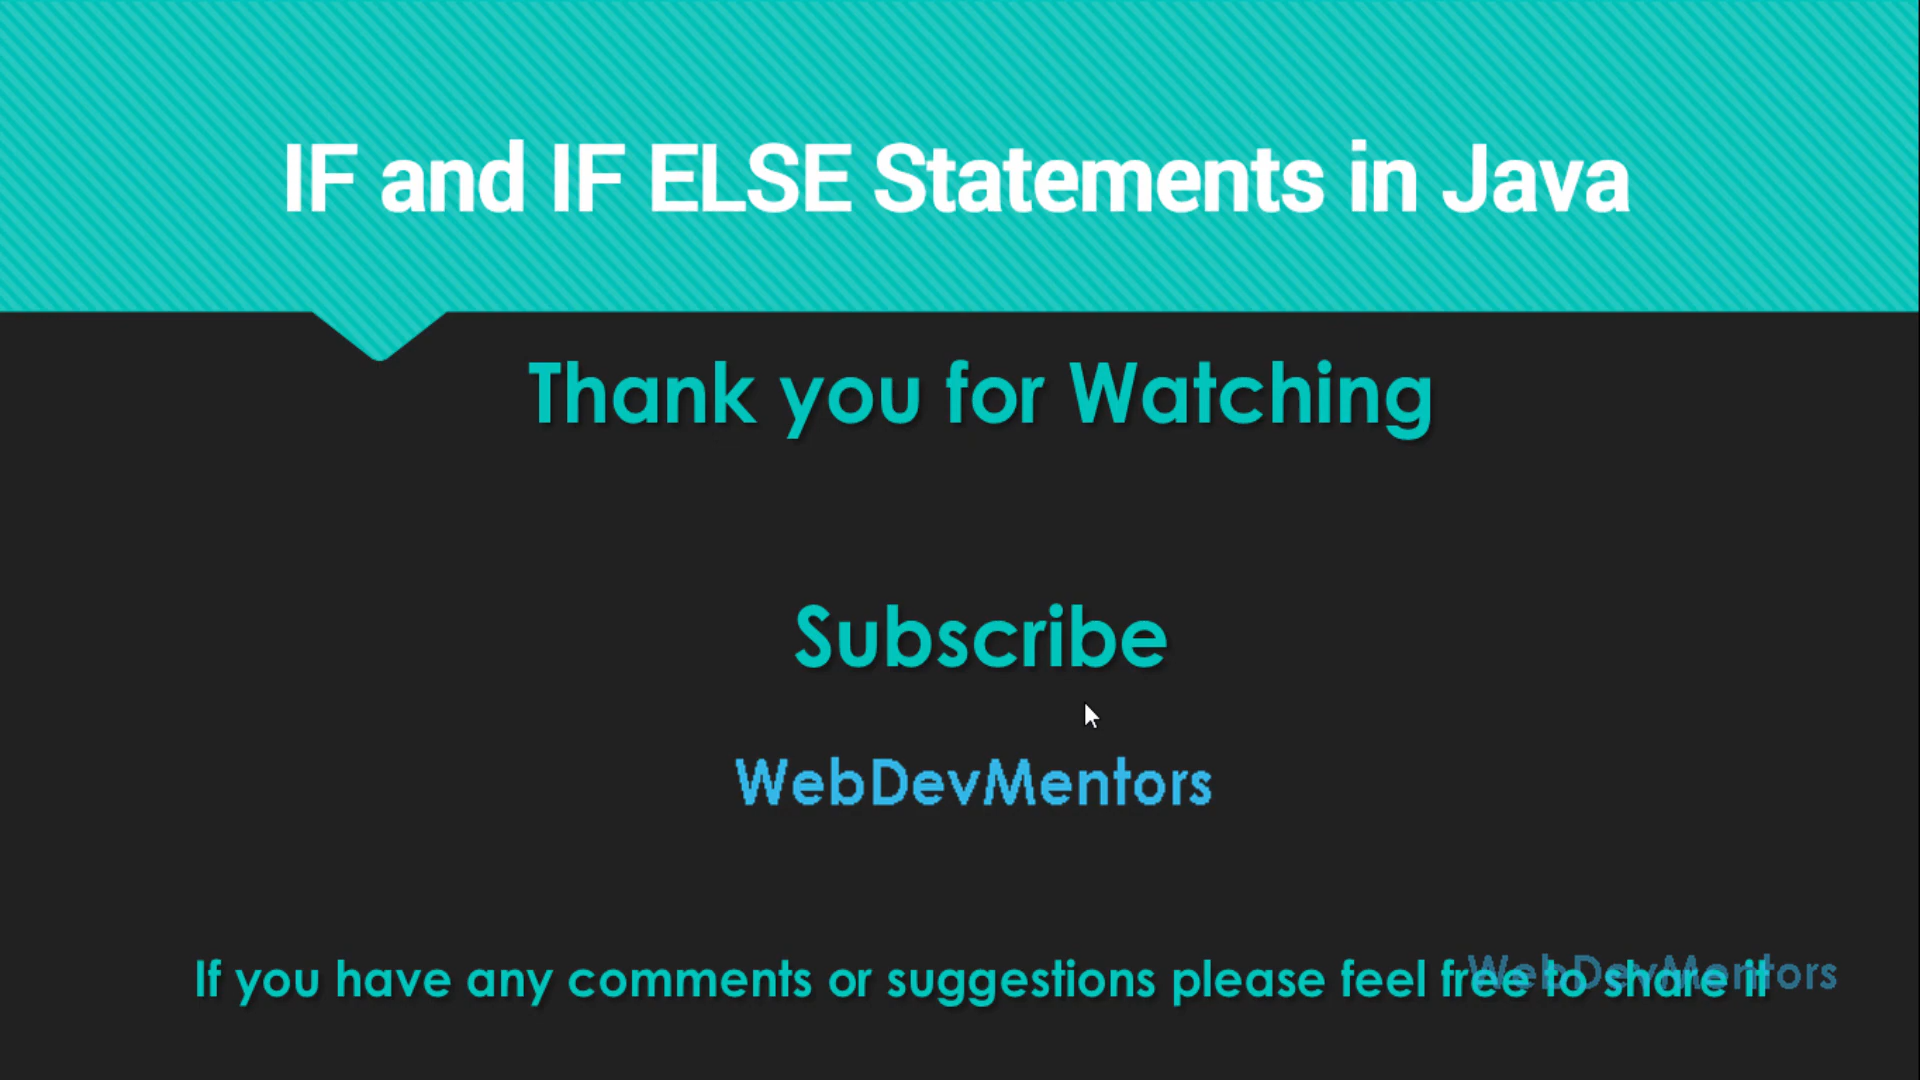 IF and IF ELSE Statements in Java
Thank you for Watching
Subscribe
WebDevMentors
If you have any comments or suggestions please feel free to share it
WebDevMentors